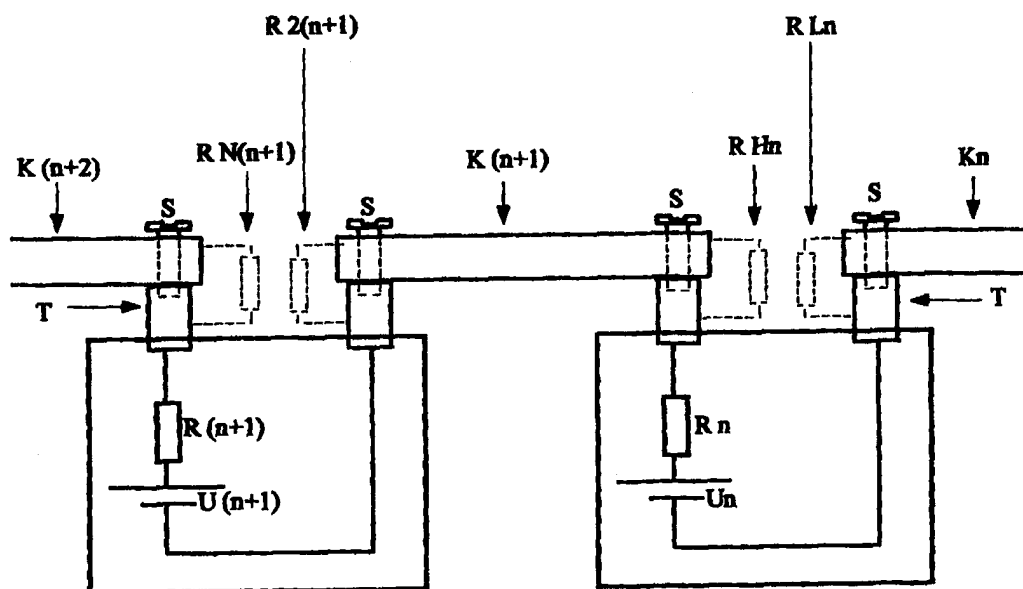 R 2(n+1)
R Ln
R N(n+1)
K (n+1)
R Hn
Kn
K (n+2)
S
S
S
S
T
T
R (n+1)
R n
U (n+1)
Un